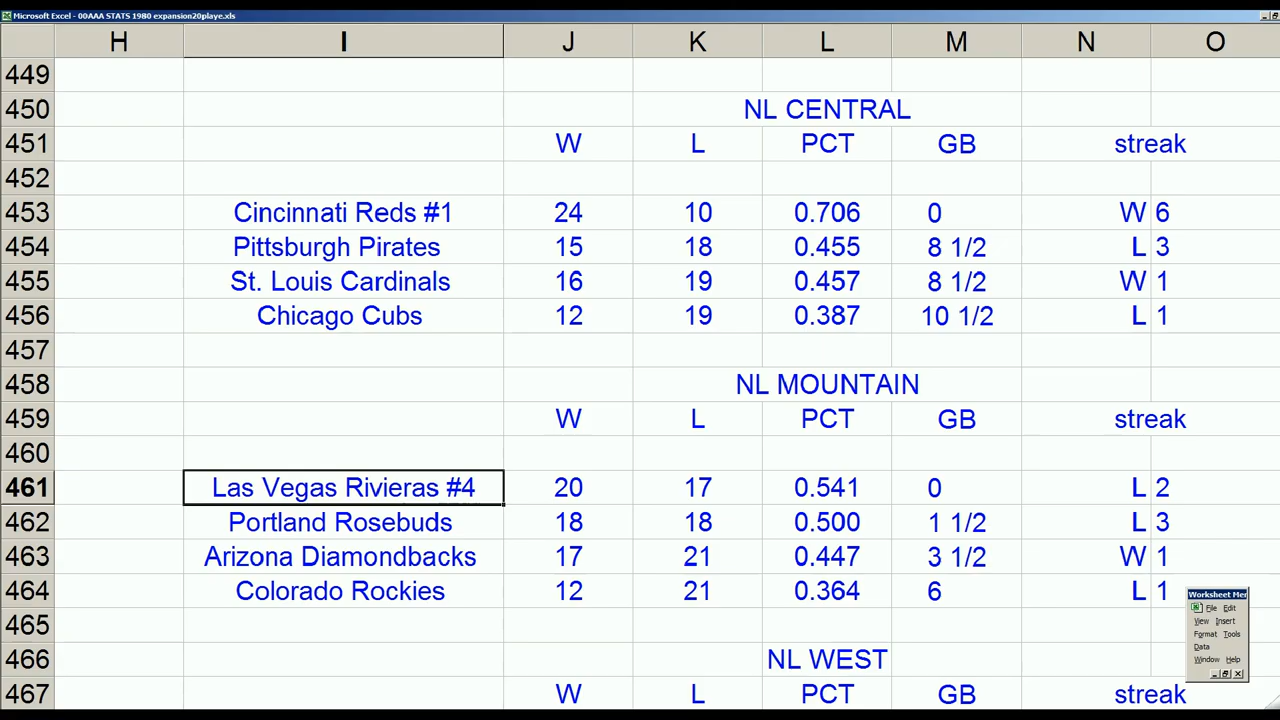 Microsoft Excel - 00AAA STATS 1980 expansion20playe.xls
H I J K L M N O
449
450 NL CENTRAL
451 W L PCT GB streak
452
453 Cincinnati Reds #1 24 10 0.706 0 W 6
454 Pittsburgh Pirates 15 18 0.455 8 1/2 L 3
455 St. Louis Cardinals 16 19 0.457 8 1/2 W 1
456 Chicago Cubs 12 19 0.387 10 1/2 L 1
457
458 NL MOUNTAIN
459 W L PCT GB streak
460
461 Las Vegas Rivieras #4 20 17 0.541 0 L 2
462 Portland Rosebuds 18 18 0.500 1 1/2 L 3
463 Arizona Diamondbacks 17 21 0.447 3 1/2 W 1
464 Colorado Rockies 12 21 0.364 6 L 1
465
466 NL WEST
467 W L PCT GB streak
Worksheet Mer
File Edit
View Insert
Format Tools
Data
Window Help